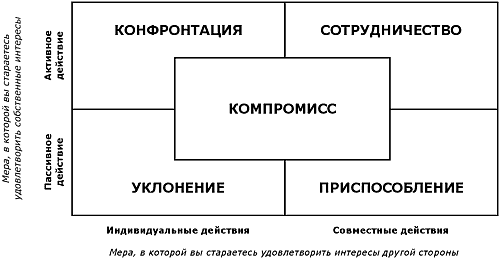 Мера, в которой вы стараетесь
удовлетворить собственные интересы
Активное
действие
Пассивное
действие
КОНФРОНТАЦИЯ
СОТРУДНИЧЕСТВО
КОМПРОМИСС
УКЛОНЕНИЕ
ПРИСПОСОБЛЕНИЕ
Индивидуальные действия
Совместные действия
Мера, в которой вы стараетесь удовлетворить интересы другой стороны